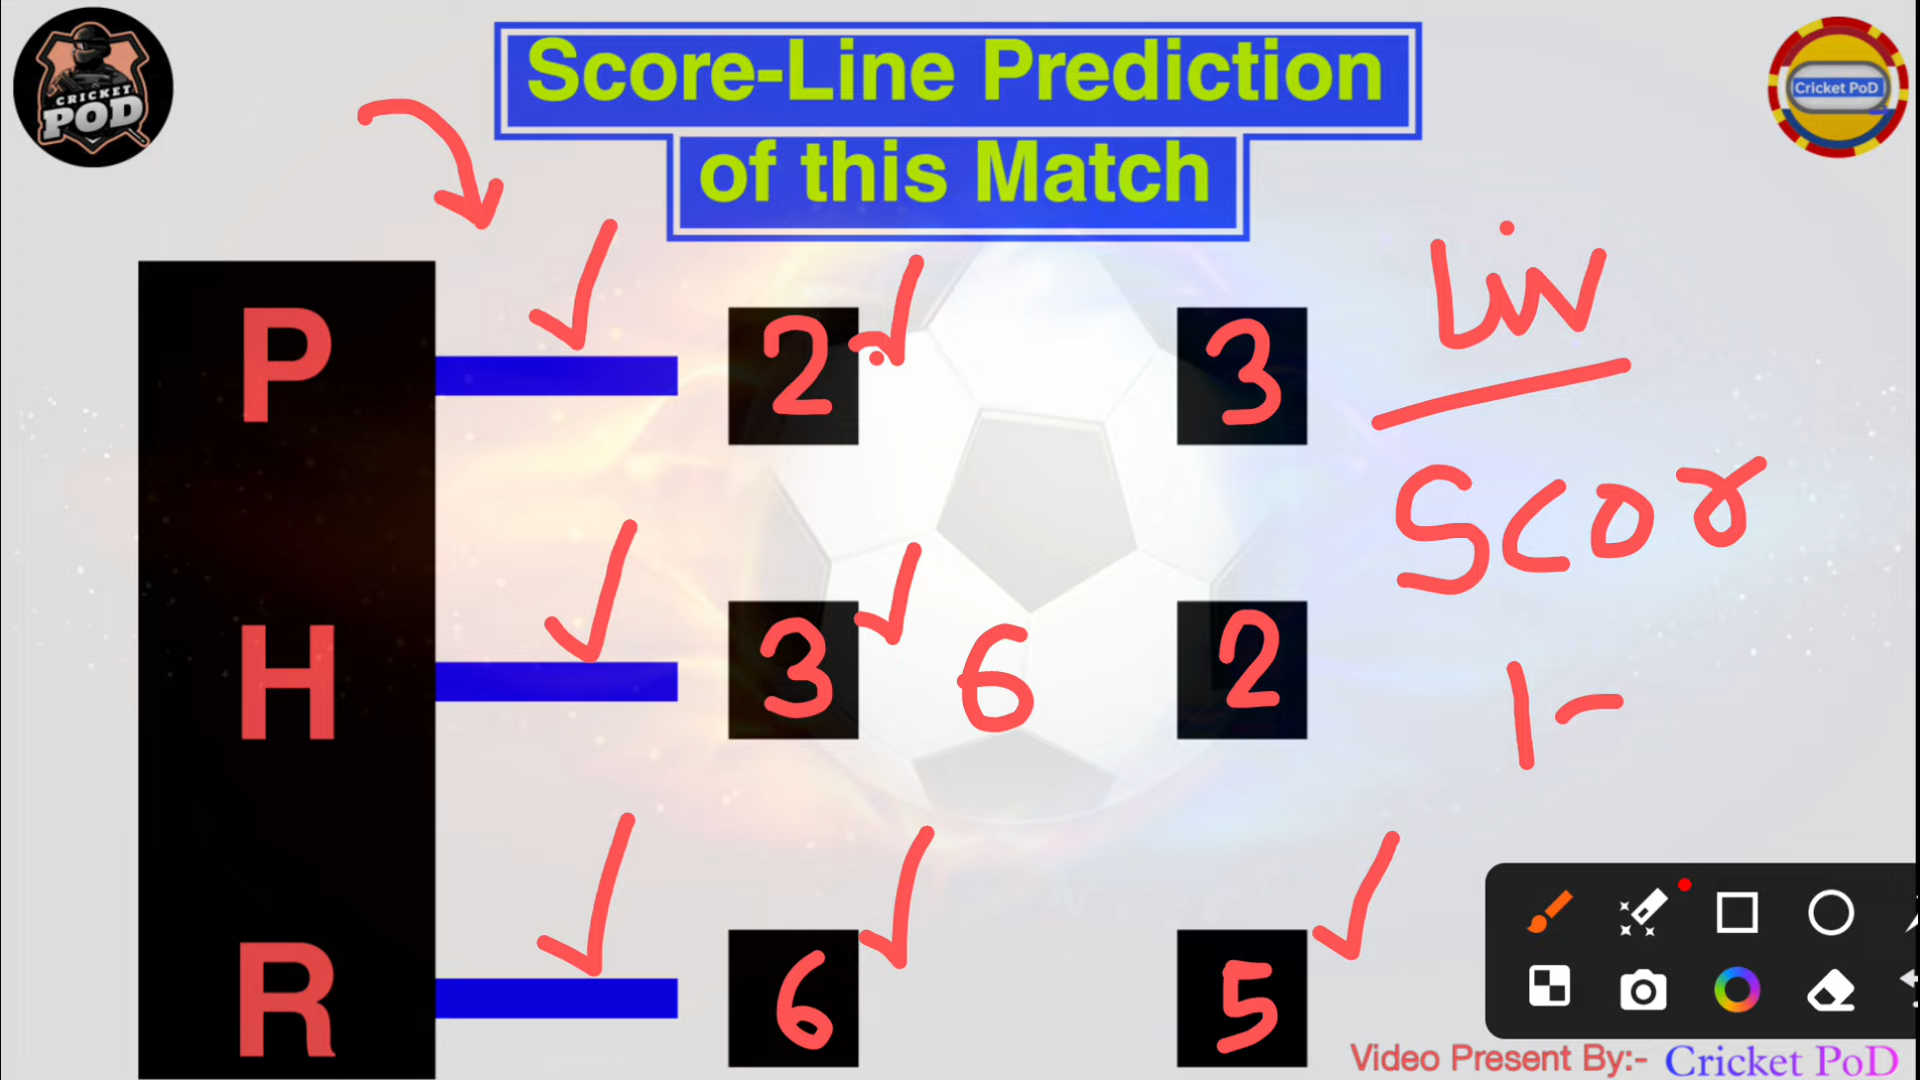 CRICKET
POD
Score-Line Prediction
of this Match
Cricket PoD
P
2
3
Liv
Scor
H
3
6
2
1-
R
6
5
Video Present By:- Cricket PoD